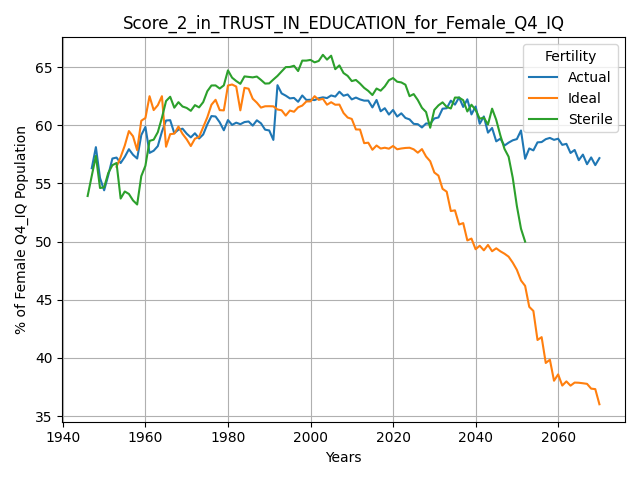 Score_2_in_TRUST_IN_EDUCATION_for_Female_Q4_IQ
% of Female Q4_IQ Population
65
60
55
50
45
40
35
Fertility
Actual
Ideal
Sterile
1940 1960 1980 2000 2020 2040 2060
Years